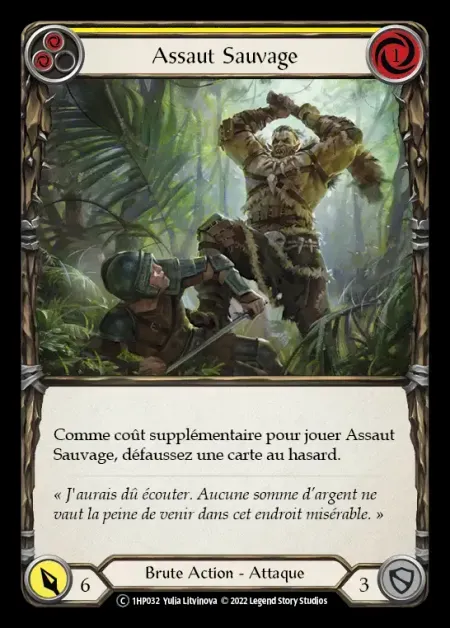 Assaut Sauvage
1
Comme coût supplémentaire pour jouer Assaut
Sauvage, défaussez une carte au hasard.
« J'aurais dû écouter. Aucune somme d'argent ne
vaut la peine de venir dans cet endroit misérable. »
6
Brute Action - Attaque
3
C 1HP032 Yulia Litvinova © 2022 Legend Story Studios